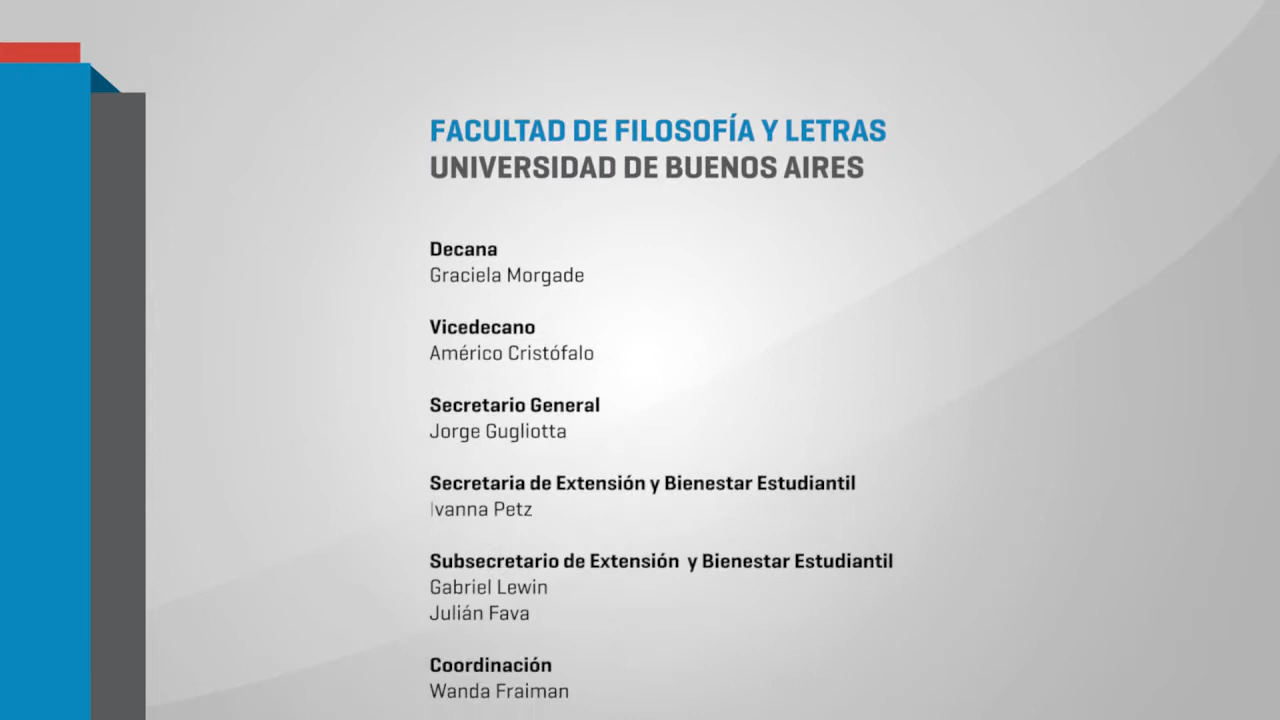 FACULTAD DE FILOSOFÍA Y LETRAS
UNIVERSIDAD DE BUENOS AIRES
Decana
Graciela Morgade
Vicedecano
Américo Cristófalo
Secretario General
Jorge Gugliotta
Secretaria de Extensión y Bienestar Estudiantil
Ivanna Petz
Subsecretario de Extensión y Bienestar Estudiantil
Gabriel Lewin
Julián Fava
Coordinación
Wanda Fraiman